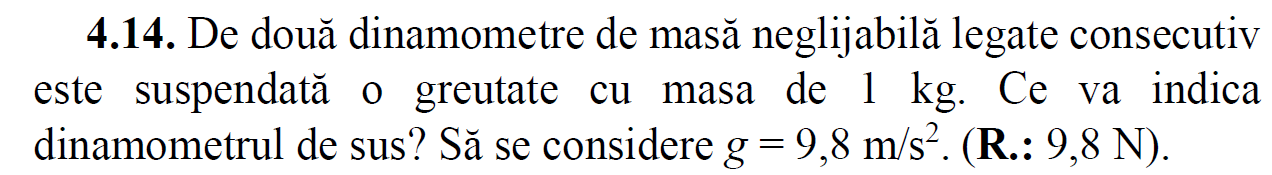 4.14. De două dinamometre de masă neglijabilă legate consecutiv
este suspendată o greutate cu masa de 1 kg. Ce va indica
dinamometrul de sus? Să se considere g = 9,8 m/s². (R.: 9,8 N).